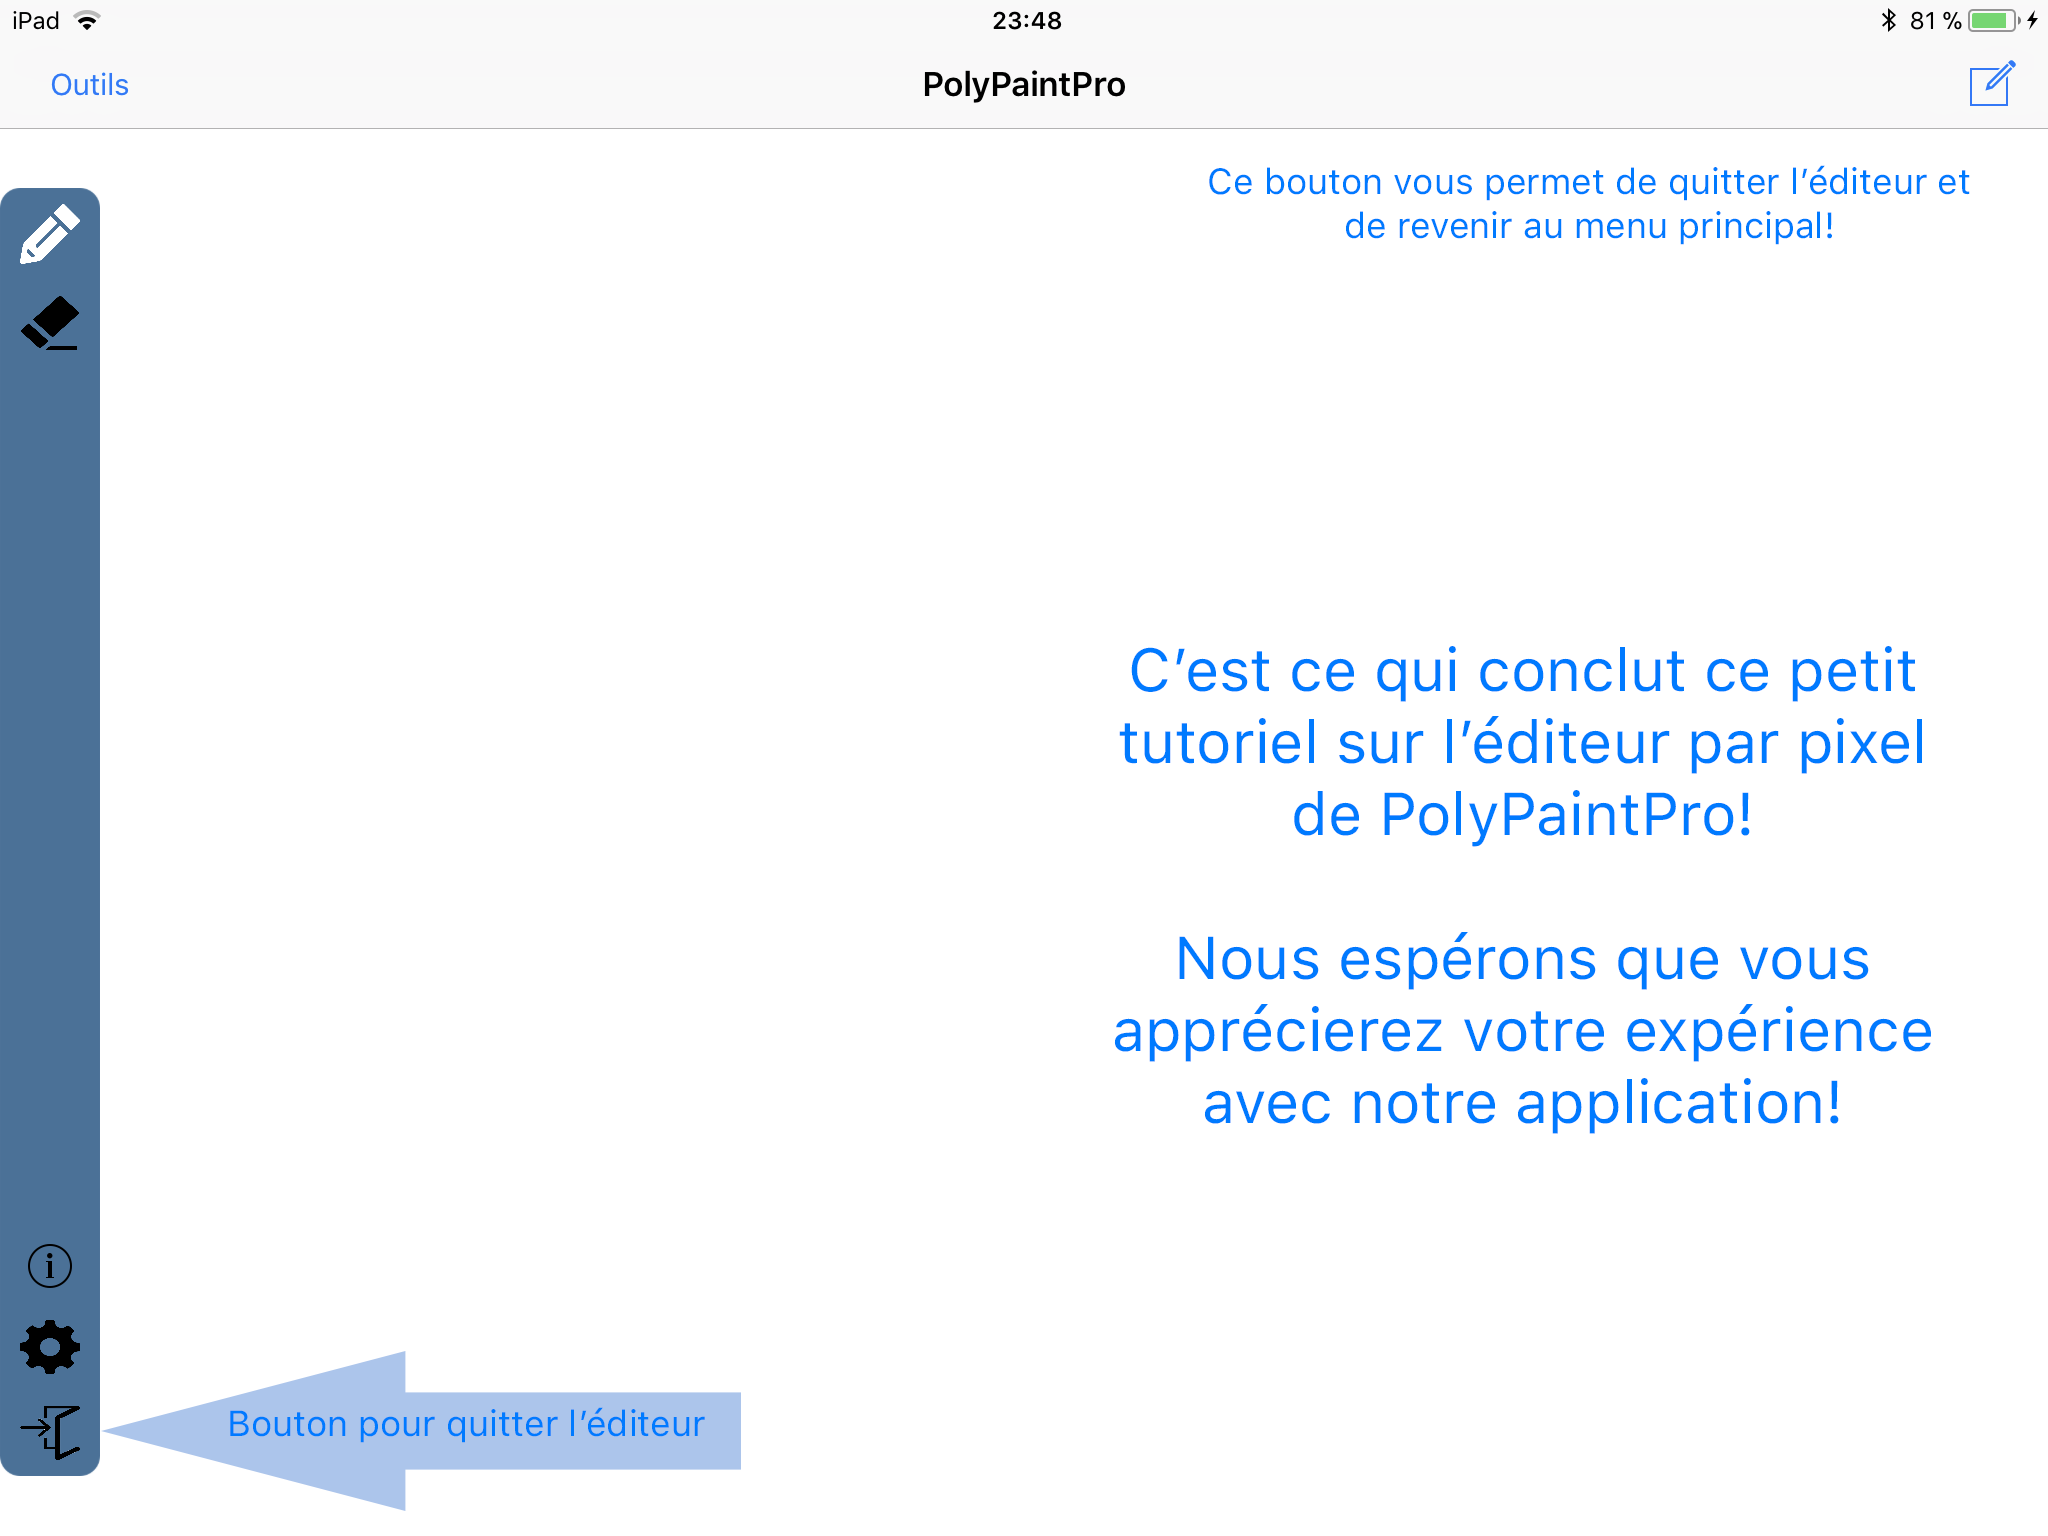 iPad
23:48
81 %
Outils
PolyPaintPro
Ce bouton vous permet de quitter l’éditeur et
de revenir au menu principal!
C’est ce qui conclut ce petit
tutoriel sur l’éditeur par pixel
de PolyPaintPro!
Nous espérons que vous
apprécierez votre expérience
avec notre application!
i
Bouton pour quitter l’éditeur